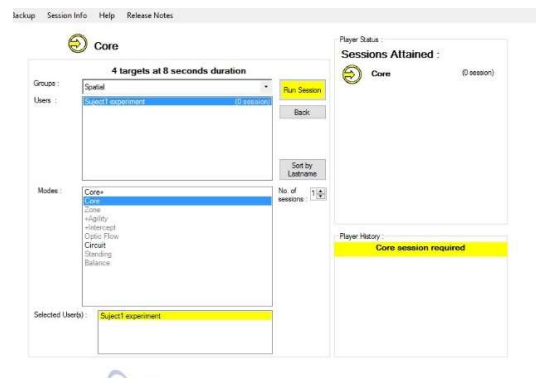 lackup Session Info Help Release Notes
Core
4 targets at 8 seconds duration
Groups :
Spatial
Run Session
Users :
Suject1 experiment (0 session)
Back
Sort by
Lastname
Modes :
Core+
Core
Zone
+Agility
+Intercept
Optic Flow
Circuit
Standing
Balance
No. of
sessions :
1
Selected User(s) :
Suject1 experiment
Player Status :
Sessions Attained :
Core (0 session)
Player History :
Core session required